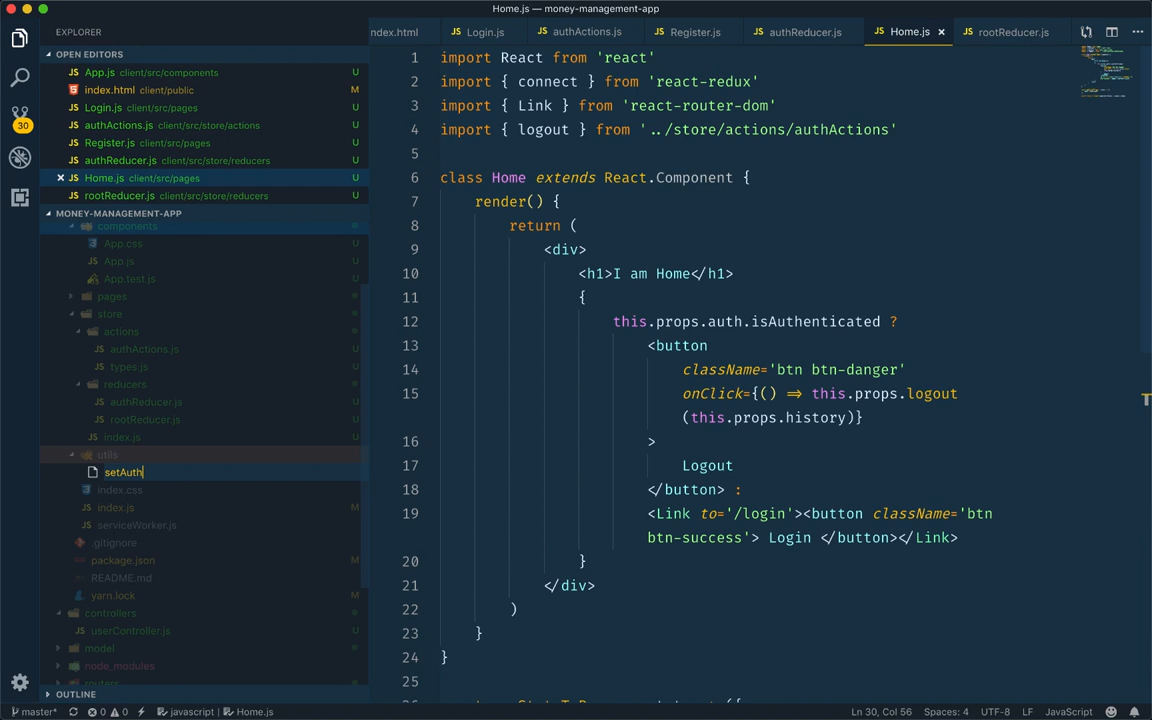 Home.js — money-management-app
EXPLORER
OPEN EDITORS
JS App.js client/src/components U
index.html client/public M
JS Login.js client/src/pages U
JS authActions.js client/src/store/actions U
JS Register.js client/src/pages U
JS authReducer.js client/src/store/reducers U
× JS Home.js client/src/pages U
JS rootReducer.js client/src/store/reducers U
MONEY-MANAGEMENT-APP
components
App.css U
JS App.js U
App.test.js U
pages
store
actions
JS authActions.js U
JS types.js U
reducers
JS authReducer.js U
JS rootReducer.js U
JS index.js U
utils
setAuth
index.css U
JS index.js M
JS serviceWorker.js U
.gitignore U
package.json M
README.md U
yarn.lock M
controllers
JS userController.js U
model
node_modules
routers
OUTLINE
30
ndex.html
JS Login.js
JS authActions.js
JS Register.js
JS authReducer.js
JS Home.js ×
JS rootReducer.js
1 import React from 'react'
2 import { connect } from 'react-redux'
3 import { Link } from 'react-router-dom'
4 import { logout } from '../store/actions/authActions'
5
6 class Home extends React.Component {
7 render() {
8 return (
9 <div>
10 <h1>I am Home</h1>
11 {
12 this.props.auth.isAuthenticated ?
13 <button
14 className='btn btn-danger'
15 onClick={() => this.props.logout
(this.props.history)}
16 >
17 Logout
18 </button> :
19 <Link to='/login'><button className='btn
btn-success'> Login </button></Link>
20 }
21 </div>
22 )
23 }
24 }
25
master* 0 0 javascript | Home.js Ln 30, Col 56 Spaces: 4 UTF-8 LF JavaScript